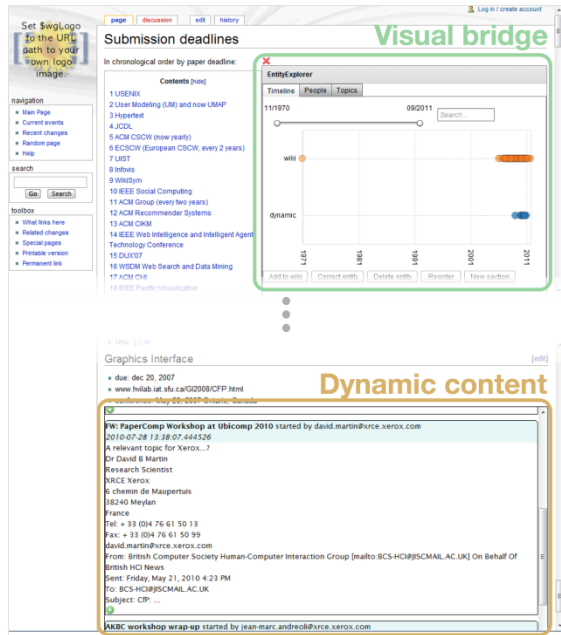 Log in / create account
Set $wgLogo
to the URL
path to your
own logo
image.
page
discussion
edit
history
Submission deadlines
Visual bridge
In chronological order by paper deadline:
Contents [hide]
1 USENIX
2 User Modeling (UM) and now UMAP
3 Hypertext
4 JCDL
5 ACM CSCW (now yearly)
6 ECSCW (European CSCW, every 2 years)
7 UIST
8 Infovis
9 WikiSym
10 IEEE Social Computing
11 ACM Group (every two years)
12 ACM Recommender Systems
13 ACM CIKM
14 IEEE Web Intelligence and Intelligent Agent
Technology Conference
15 DUX'07
16 WSDM Web Search and Data Mining
17 ACM CHI
18 IEEE Pacific Visualization
navigation
Main Page
Current events
Recent changes
Random page
Help
search
Go Search
toolbox
What links here
Related changes
Special pages
Printable version
Permanent link
EntityExplorer
Timeline People Topics
11/1970
09/2011
Search...
wiki
dynamic
1971
1981
1991
2001
2011
Add to wiki Correct entity Delete entity Reorder New section
Graphics Interface
[edit]
due: dec 20, 2007
www.hvilab.iat.sfu.ca/GI2008/CFP.html
conference: May 28, 2007 Ontario, Canada
Dynamic content
FW: PaperComp Workshop at Ubicomp 2010 started by david.martin@xrce.xerox.com
2010-07-28 13:38:07.444526
A relevant topic for Xerox...?
Dr David B Martin
Research Scientist
XRCE Xerox
6 chemin de Maupertuis
38240 Meylan
France
Tel: + 33 (0)4 76 61 50 13
Fax: + 33 (0)4 76 61 50 99
david.martin@xrce.xerox.com
From: British Computer Society Human-Computer Interaction Group [mailto:BCS-HCI@JISCMAIL.AC.UK] On Behalf Of
British HCI News
Sent: Friday, May 21, 2010 4:23 PM
To: BCS-HCI@JISCMAIL.AC.UK
Subject: CfP: ...
AKBC workshop wrap-up started by jean-marc.andreoli@xrce.xerox.com